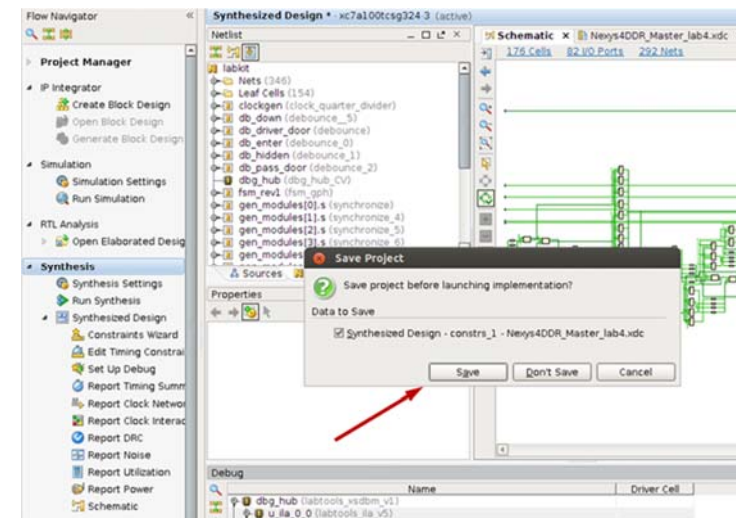 Flow Navigator
Project Manager
IP Integrator
Create Block Design
Open Block Design
Generate Block Design
Simulation
Simulation Settings
Run Simulation
RTL Analysis
Open Elaborated Desig
Synthesis
Synthesis Settings
Run Synthesis
Synthesized Design
Constraints Wizard
Edit Timing Constrai
Set Up Debug
Report Timing Summ
Report Clock Networ
Report Clock Interac
Report DRC
Report Noise
Report Utilization
Report Power
Schematic
Synthesized Design * - xc7a100tcsg324-3 (active)
Netlist
labkit
Nets (346)
Leaf Cells (154)
clockgen (clock_quarter_divider)
db_down (debounce__5)
db_driver_door (debounce)
db_enter (debounce_0)
db_hidden (debounce_1)
db_pass_door (debounce_2)
dbg_hub (dbg_hub_CV)
fsm_rev1 (fsm_gph)
gen_modules[0].s (synchronize)
gen_modules[1].s (synchronize_4)
gen_modules[2].s (synchronize_5)
gen_modules[3].s (synchronize_6)
gen_modules
Sources
Properties
Schematic
Nexys4DDR_Master_lab4.xdc
176 Cells 82 I/O Ports 292 Nets
Save Project
Save project before launching implementation?
Data to Save
Synthesized Design - constrs_1 - Nexys4DDR_Master_lab4.xdc
Save Don't Save Cancel
Debug
Name Driver Cell
dbg_hub (labtools_xsdbm_v1)
u_ila_0_0 (labtools_ila_v5)